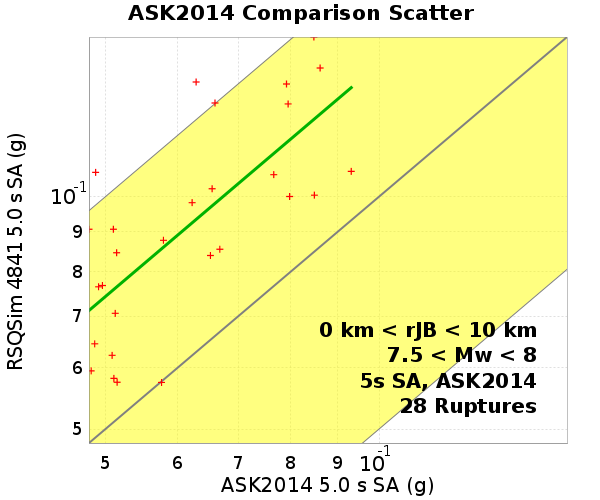 ASK2014 Comparison Scatter
RSQSim 4841 5.0 s SA (g)
10^-1
9
8
7
6
5
0 km < rJB < 10 km
7.5 < Mw < 8
5s SA, ASK2014
28 Ruptures
5 6 7 8 9 10^-1
ASK2014 5.0 s SA (g)